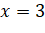 x = 3